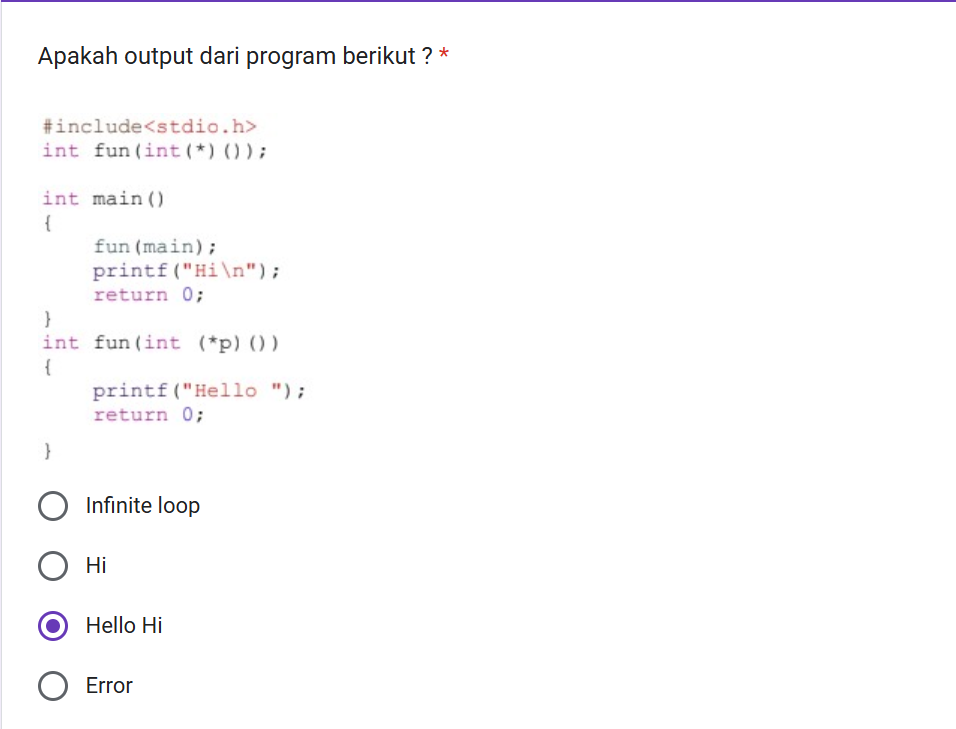 Apakah output dari program berikut ? *
#include<stdio.h>
int fun(int(*)());
int main()
{
fun(main);
printf("Hi\n");
return 0;
}
int fun(int (*p)())
{
printf("Hello ");
return 0;
}
Infinite loop
Hi
Hello Hi
Error